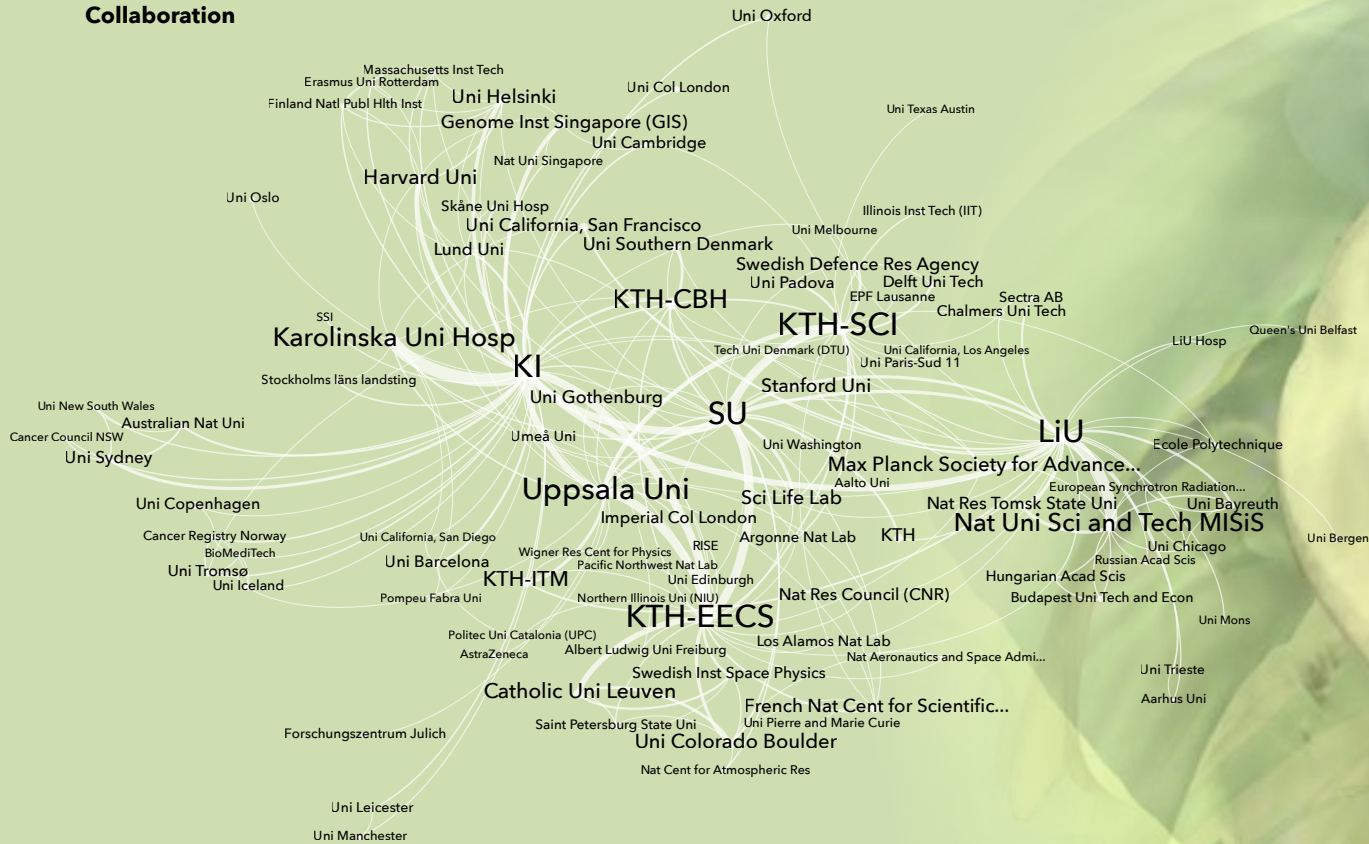 Collaboration
Uni Oxford
Massachusetts Inst Tech
Erasmus Uni Rotterdam
Uni Col London
Uni Helsinki
Finland Natl Publ Hlth Inst
Uni Texas Austin
Genome Inst Singapore (GIS)
Uni Cambridge
Nat Uni Singapore
Harvard Uni
Uni Oslo
Skåne Uni Hosp
Illinois Inst Tech (IIT)
Uni California, San Francisco
Uni Melbourne
Uni Southern Denmark
Lund Uni
Swedish Defence Res Agency
Uni Padova
Delft Uni Tech
EPF Lausanne
Sectra AB
KTH-CBH
Chalmers Uni Tech
SSI
KTH-SCI
Queen's Uni Belfast
Karolinska Uni Hosp
LiU Hosp
Tech Uni Denmark (DTU)
Uni California, Los Angeles
Uni Paris-Sud 11
KI
Stockholms läns landsting
Stanford Uni
Uni Gothenburg
Uni New South Wales
SU
Australian Nat Uni
LiU
Cancer Council NSW
Umeå Uni
Uni Washington
Ecole Polytechnique
Uni Sydney
Max Planck Society for Advance...
Aalto Uni
European Synchrotron Radiation...
Uppsala Uni
Sci Life Lab
Uni Copenhagen
Nat Res Tomsk State Uni
Uni Bayreuth
Imperial Col London
Nat Uni Sci and Tech MISiS
Cancer Registry Norway
Uni California, San Diego
Argonne Nat Lab
KTH
Uni Bergen
RISE
Uni Chicago
BioMediTech
Wigner Res Cent for Physics
Uni Barcelona
Pacific Northwest Nat Lab
Russian Acad Scis
Uni Tromsø
KTH-ITM
Uni Edinburgh
Hungarian Acad Scis
Uni Iceland
Pompeu Fabra Uni
Northern Illinois Uni (NIU)
Nat Res Council (CNR)
Budapest Uni Tech and Econ
KTH-EECS
Uni Mons
Politec Uni Catalonia (UPC)
Los Alamos Nat Lab
AstraZeneca
Albert Ludwig Uni Freiburg
Nat Aeronautics and Space Admi...
Swedish Inst Space Physics
Uni Trieste
Catholic Uni Leuven
Aarhus Uni
French Nat Cent for Scientific...
Saint Petersburg State Uni
Uni Pierre and Marie Curie
Forschungszentrum Julich
Uni Colorado Boulder
Nat Cent for Atmospheric Res
Uni Leicester
Uni Manchester